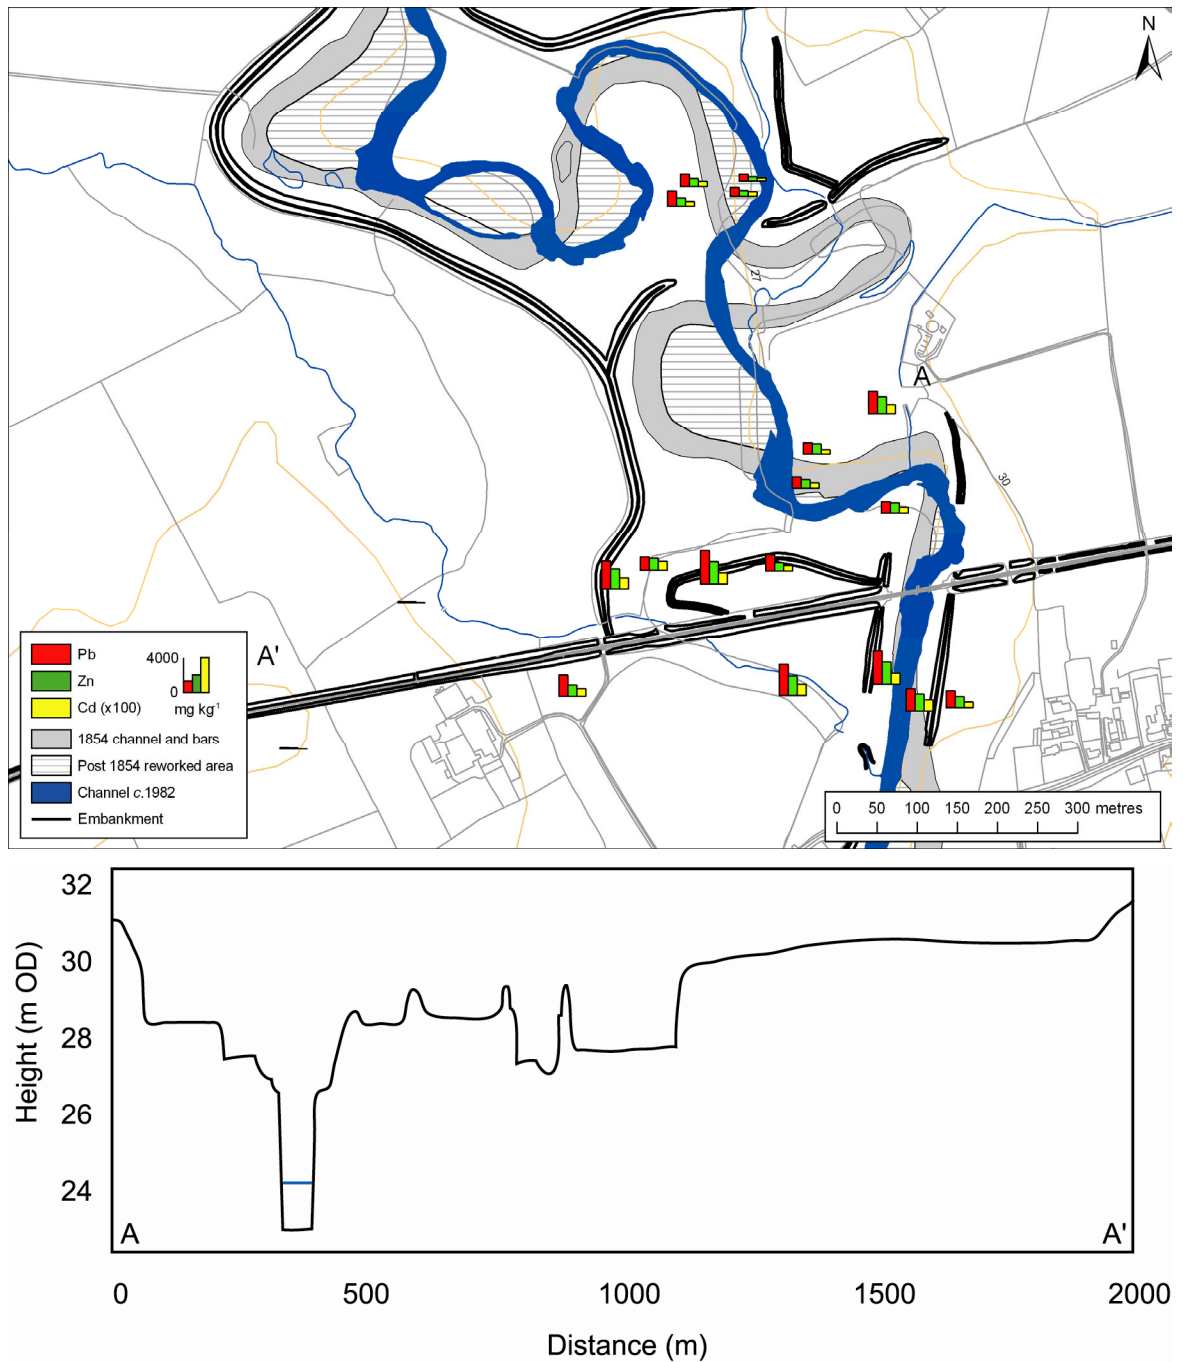 N
27
A
30
A'
Pb
Zn
Cd (x100)
4000
0
mg kg-1
1854 channel and bars
Post 1854 reworked area
Channel c.1982
Embankment
0 50 100 150 200 250 300 metres
32
30
28
26
24
Height (m OD)
A A'
0 500 1000 1500 2000
Distance (m)